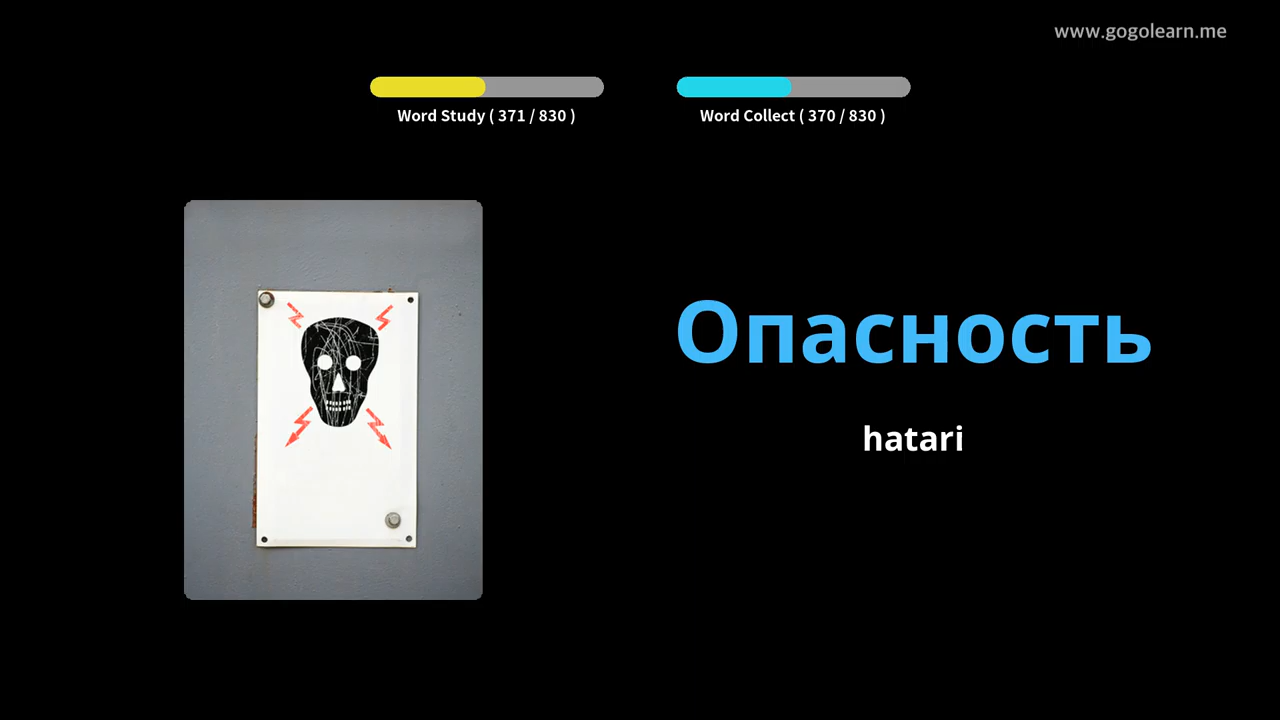 www.gogolearn.me
Word Study ( 371 / 830 )
Word Collect ( 370 / 830 )
Опасность
hatari